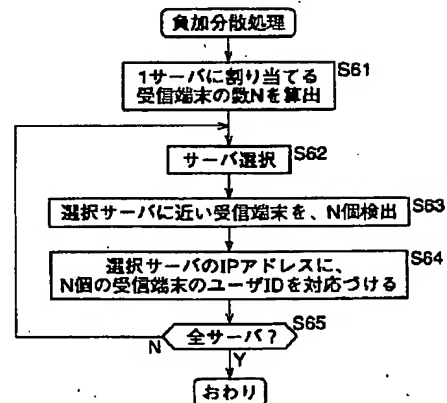 負加分散処理
1サーバに割り当てる
受信端末の数Nを算出
S61
サーバ選択
S62
選択サーバに近い受信端末を、N個検出
S63
選択サーバのIPアドレスに、
N個の受信端末のユーザIDを対応づける
S64
全サーバ?
S65
N
Y
おわり